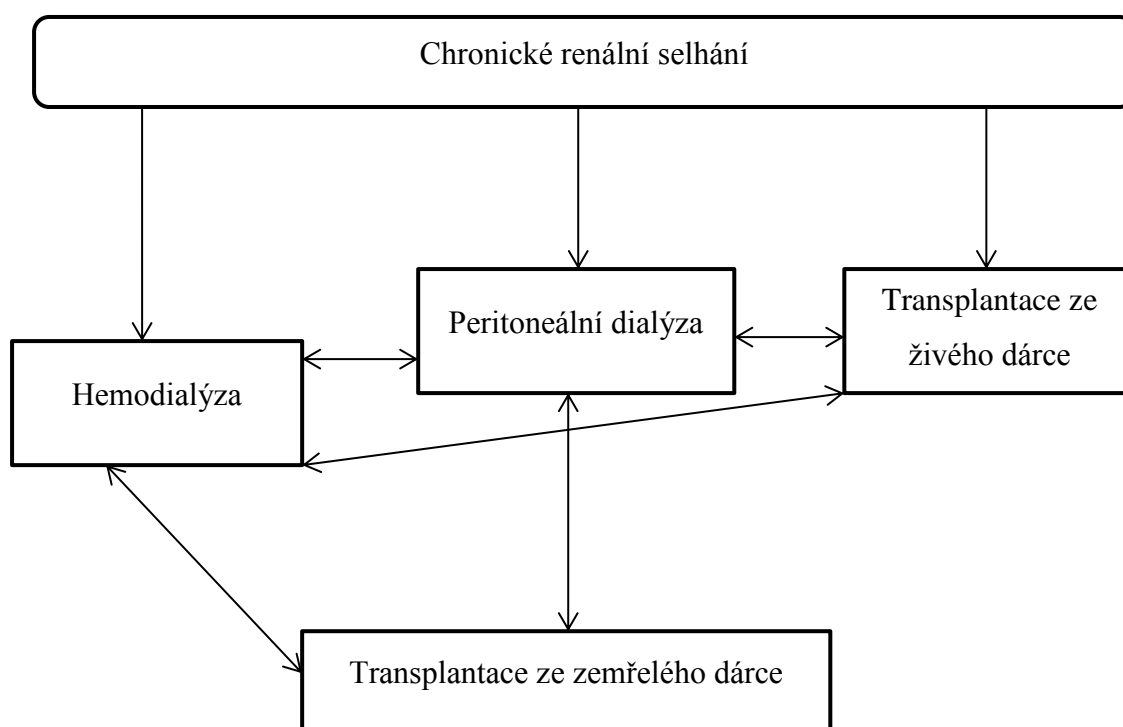 Chronické renální selhání
Transplantace ze
živého dárce
Peritoneální dialýza
Hemodialýza
Transplantace ze zemřelého dárce